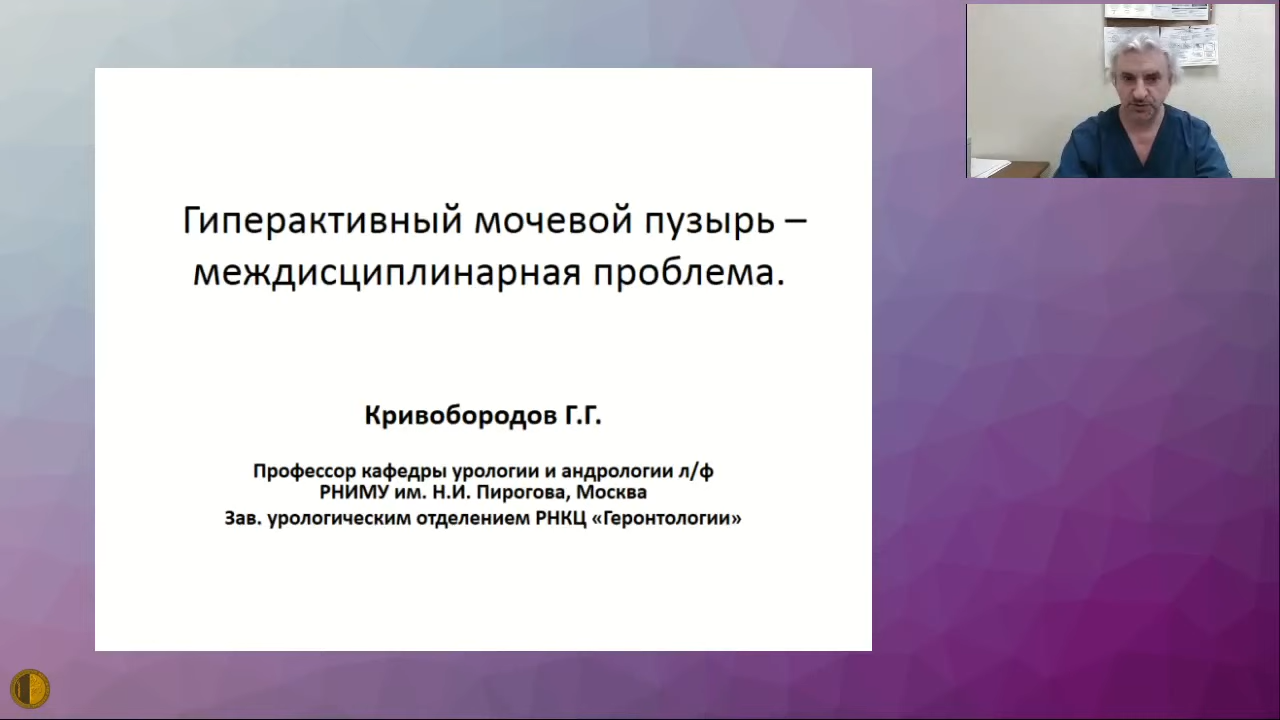 Гиперактивный мочевой пузырь –
междисциплинарная проблема.
Кривобородов Г.Г.
Профессор кафедры урологии и андрологии л/ф
РНИМУ им. Н.И. Пирогова, Москва
Зав. урологическим отделением РНКЦ «Геронтологии»